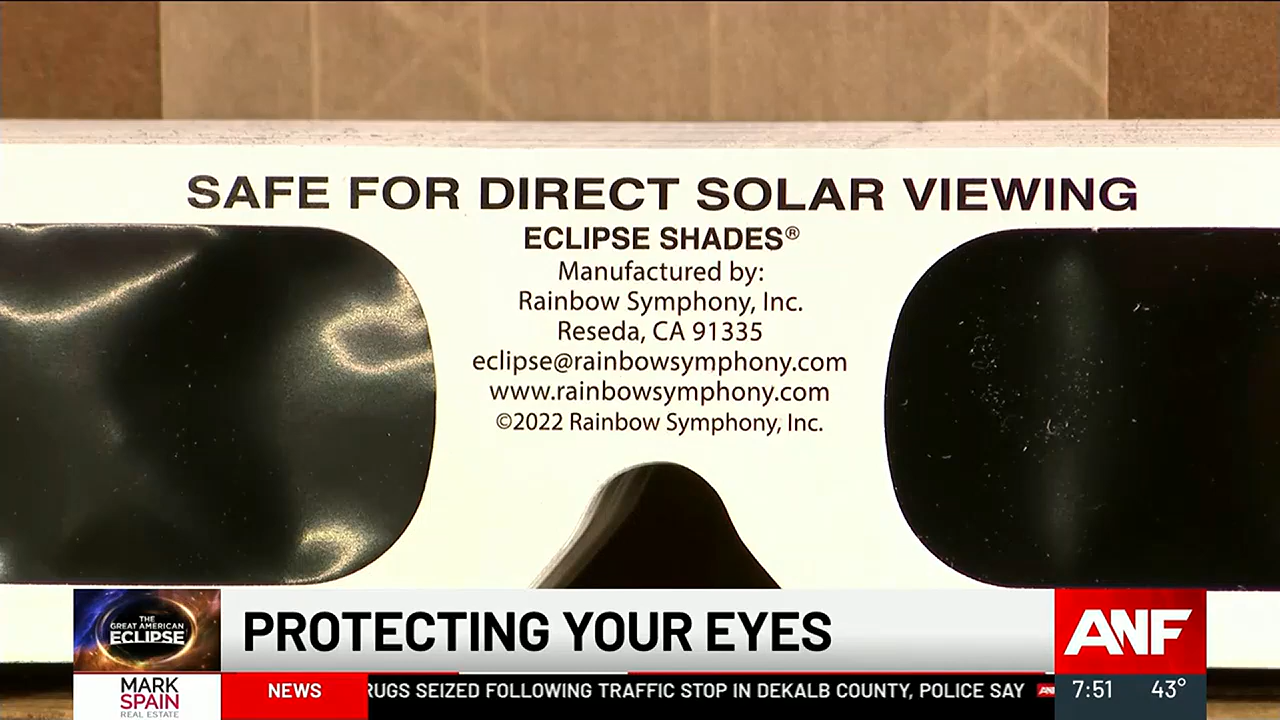 SAFE FOR DIRECT SOLAR VIEWING
ECLIPSE SHADES®
Manufactured by:
Rainbow Symphony, Inc.
Reseda, CA 91335
eclipse@rainbowsymphony.com
www.rainbowsymphony.com
©2022 Rainbow Symphony, Inc.
THE
GREAT AMERICAN
ECLIPSE
PROTECTING YOUR EYES
ANF
MARK
SPAIN
REAL ESTATE
NEWS
SEIZED FOLLOWING TRAFFIC STOP IN DEKALB COUNTY, POLICE SAY
7:51 43°